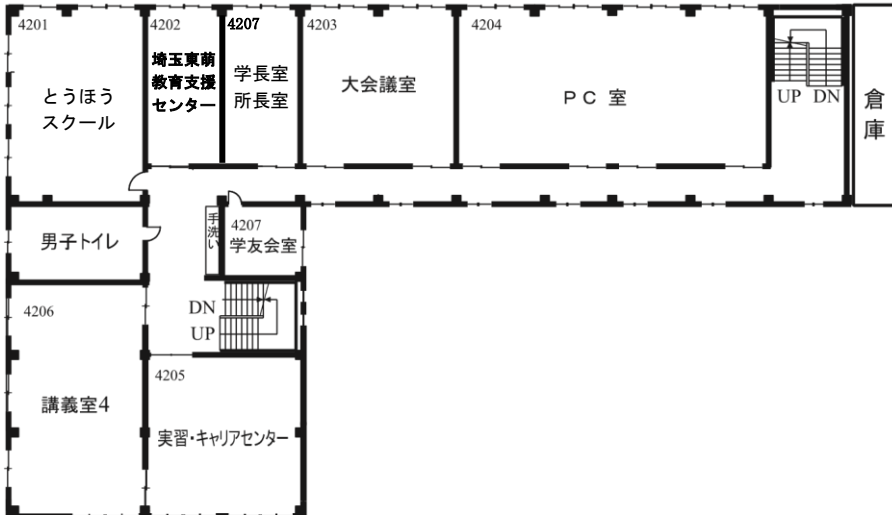 4201
とうほう
スクール
4202
埼玉東萌
教育支援
センター
4207
学長室
所長室
4203
大会議室
4204
ＰＣ 室
UP DN
倉庫
男子トイレ
手洗い
4207
学友会室
DN
UP
4206
講義室4
4205
実習・キャリアセンター